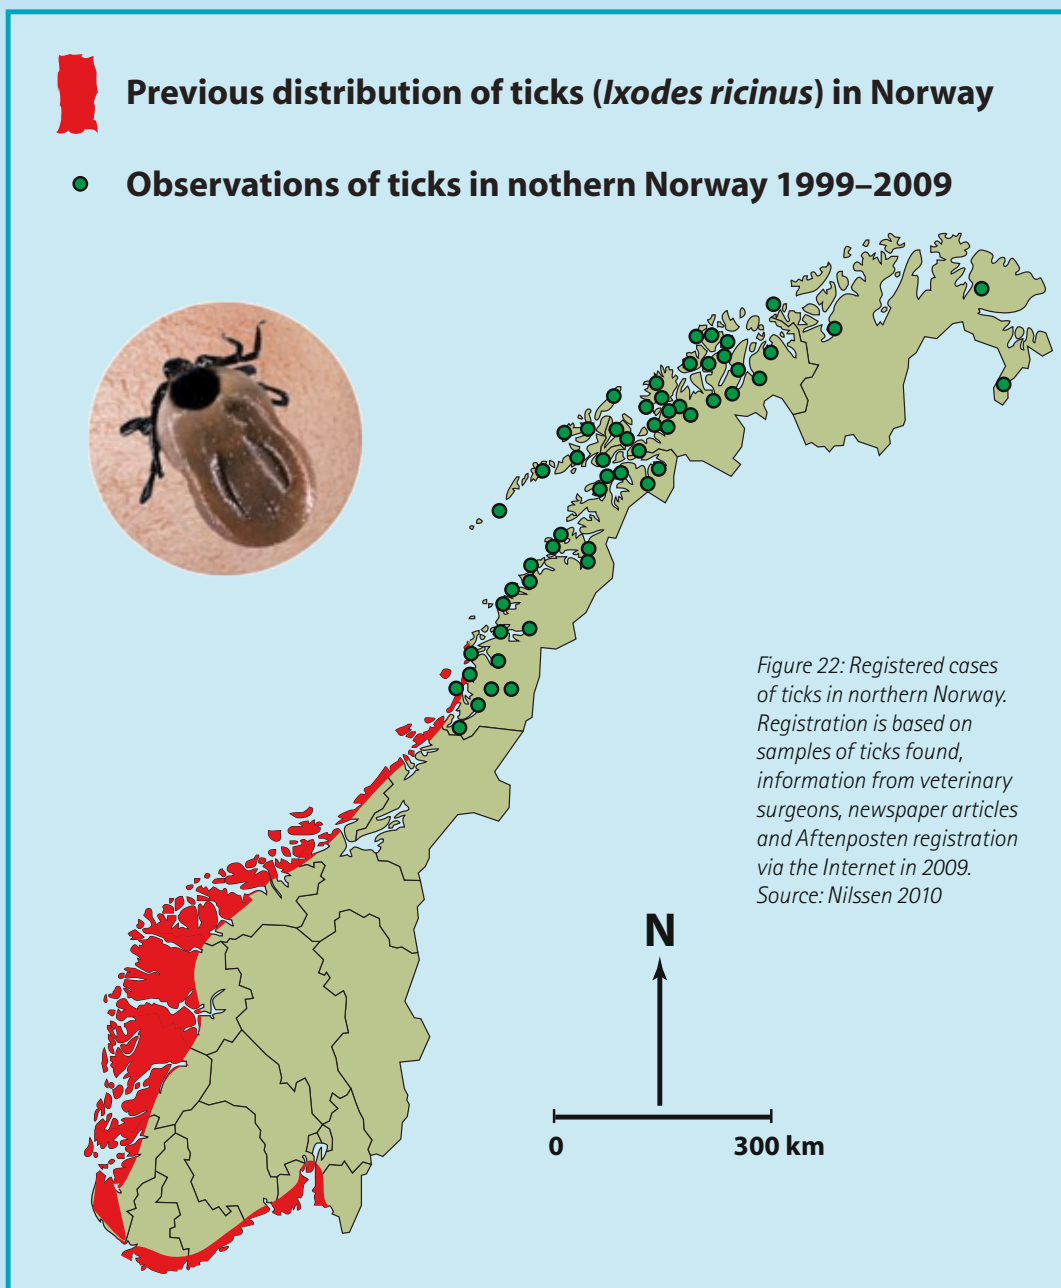 Previous distribution of ticks (Ixodes ricinus) in Norway
Observations of ticks in nothern Norway 1999–2009
Figure 22: Registered cases
of ticks in northern Norway.
Registration is based on
samples of ticks found,
information from veterinary
surgeons, newspaper articles
and Aftenposten registration
via the Internet in 2009.
Source: Nilssen 2010
N
0 300 km